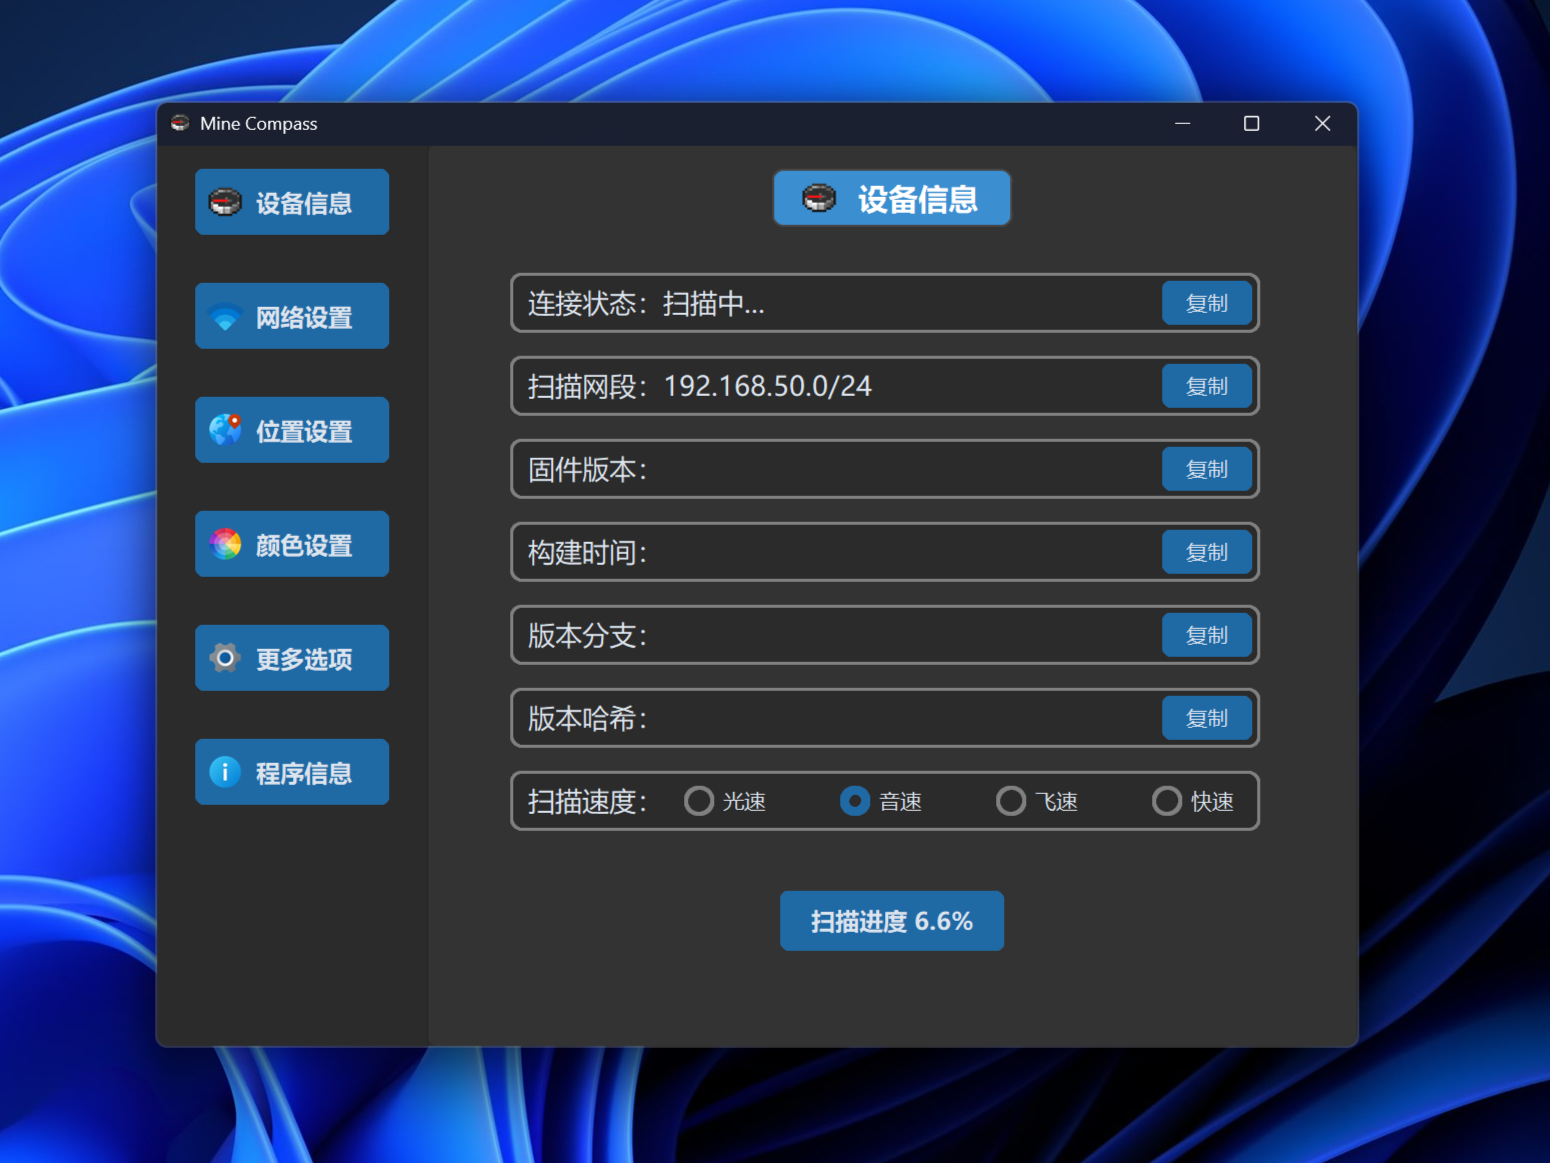 Mine Compass
设备信息
网络设置
位置设置
颜色设置
更多选项
程序信息
设备信息
连接状态：扫描中... 复制
扫描网段：192.168.50.0/24 复制
固件版本： 复制
构建时间： 复制
版本分支： 复制
版本哈希： 复制
扫描速度： 光速 音速 飞速 快速
扫描进度 6.6%